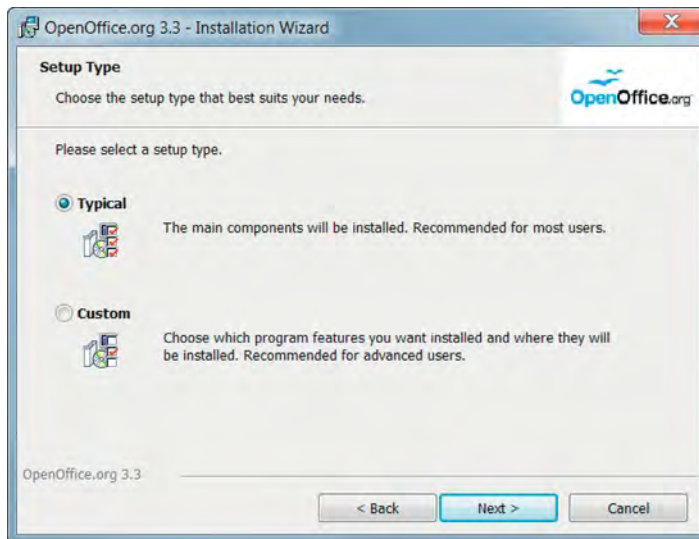 OpenOffice.org 3.3 - Installation Wizard
Setup Type
Choose the setup type that best suits your needs.
OpenOffice.org
Please select a setup type.
Typical
The main components will be installed. Recommended for most users.
Custom
Choose which program features you want installed and where they will
be installed. Recommended for advanced users.
OpenOffice.org 3.3
< Back
Next >
Cancel